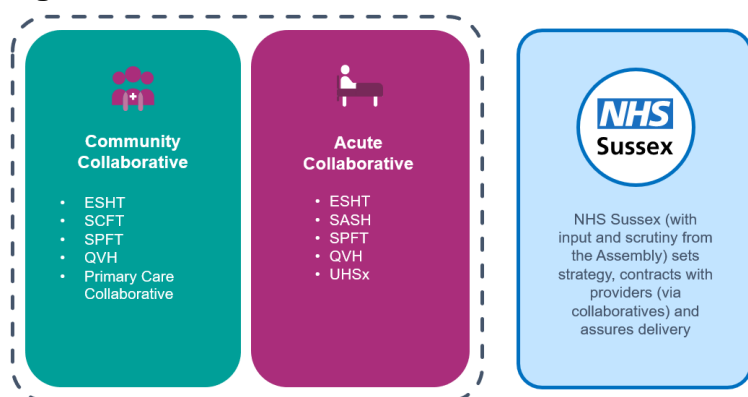 Community
Collaborative
• ESHT
• SCFT
• SPFT
• QVH
• Primary Care
Collaborative
Acute
Collaborative
• ESHT
• SASH
• SPFT
• QVH
• UHSx
NHS
Sussex
NHS Sussex (with
input and scrutiny from
the Assembly) sets
strategy, contracts with
providers (via
collaboratives) and
assures delivery